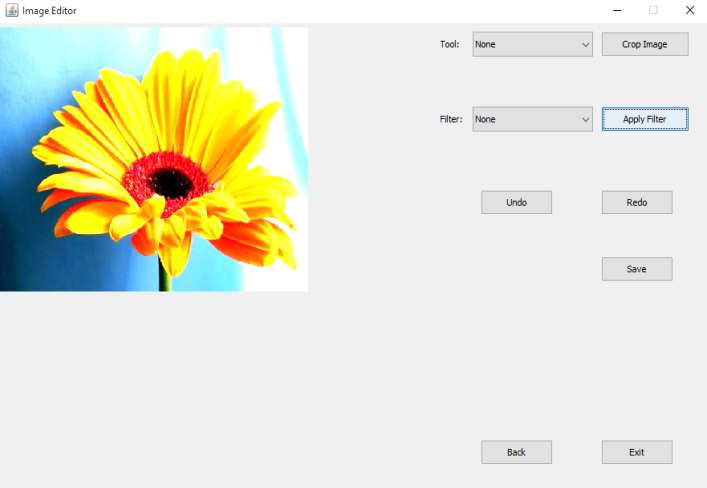 Image Editor
Tool: None Crop Image
Filter: None Apply Filter
Undo Redo
Save
Back Exit